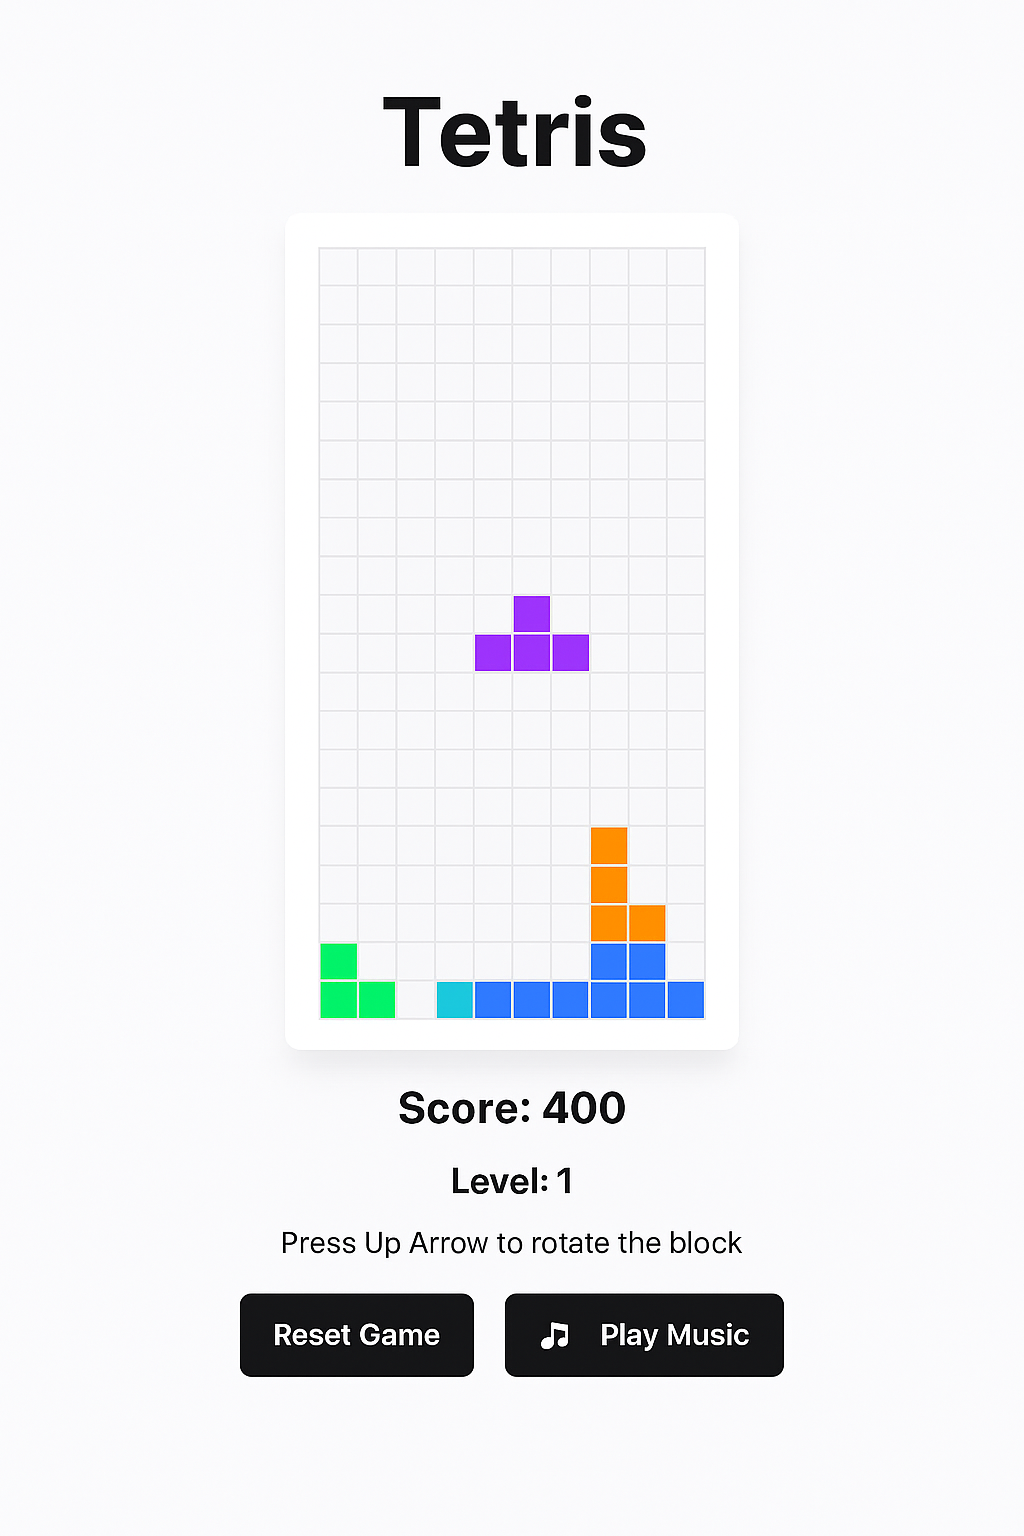 Tetris
Score: 400
Level: 1
Press Up Arrow to rotate the block
Reset Game
Play Music